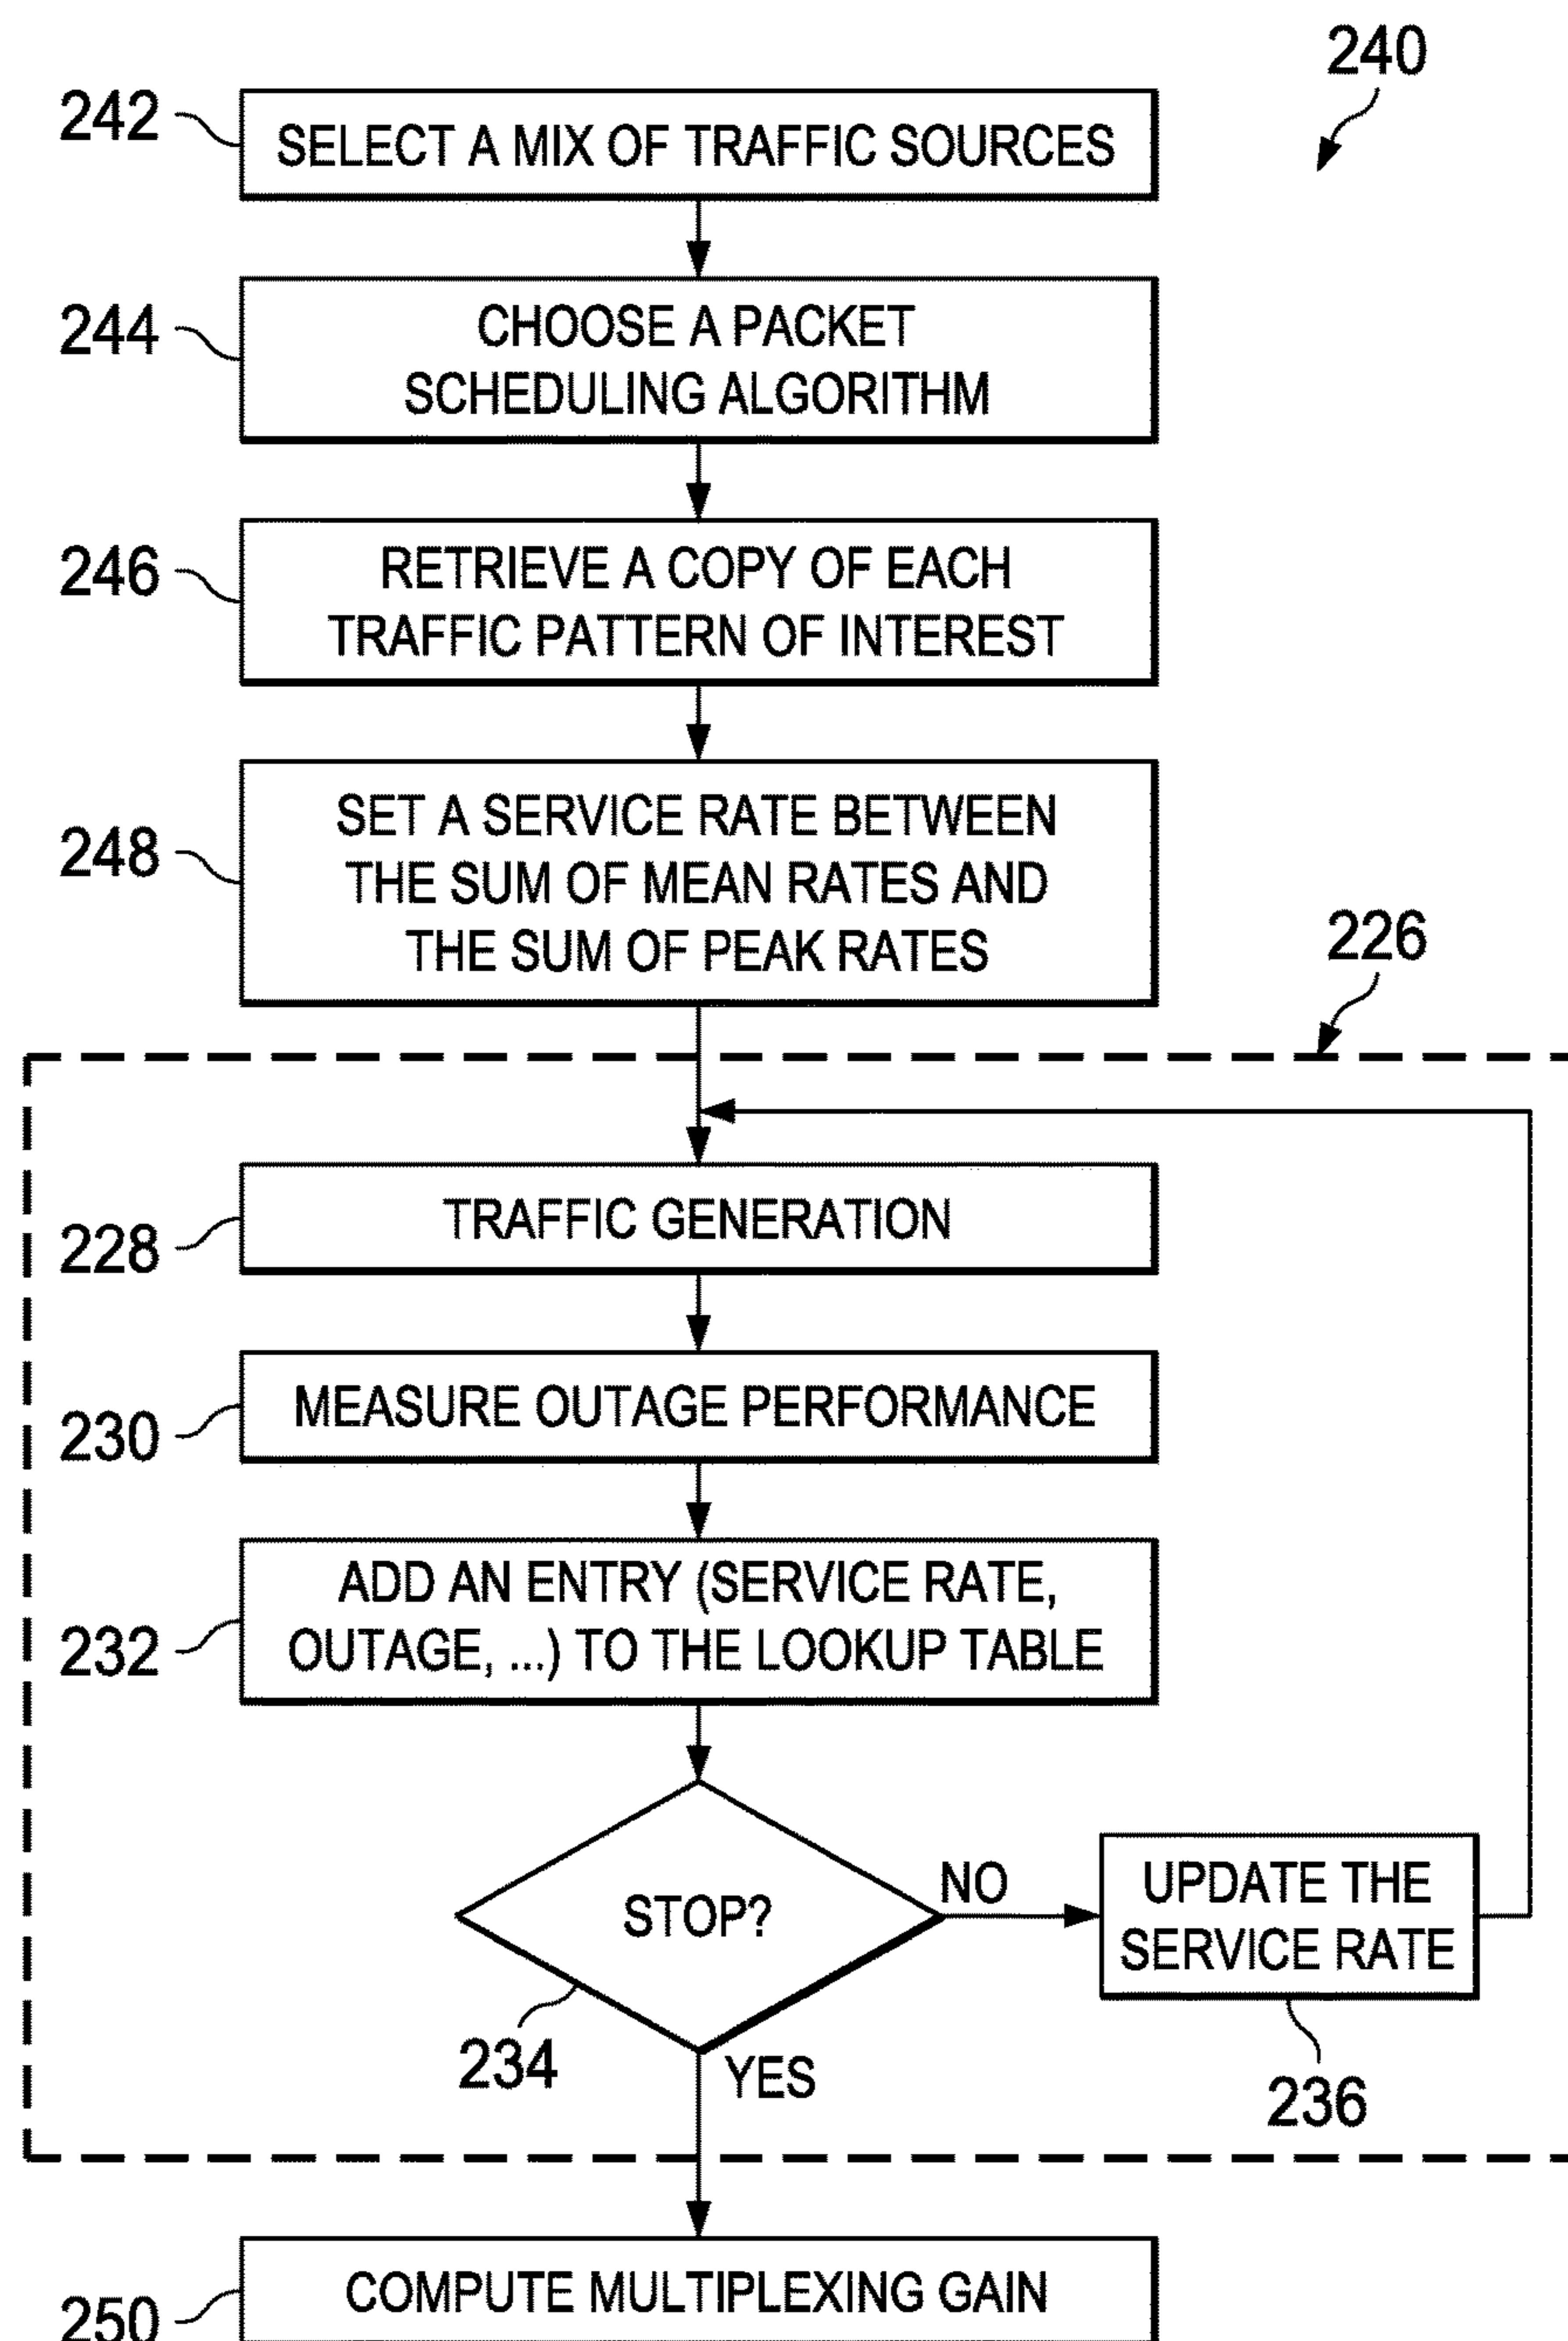 240
242
SELECT A MIX OF TRAFFIC SOURCES
244
CHOOSE A PACKET
SCHEDULING ALGORITHM
246
RETRIEVE A COPY OF EACH
TRAFFIC PATTERN OF INTEREST
248
SET A SERVICE RATE BETWEEN
THE SUM OF MEAN RATES AND
THE SUM OF PEAK RATES
226
228
TRAFFIC GENERATION
230
MEASURE OUTAGE PERFORMANCE
232
ADD AN ENTRY (SERVICE RATE,
OUTAGE, ...) TO THE LOOKUP TABLE
STOP?
NO
UPDATE THE
SERVICE RATE
234
YES
236
250
COMPUTE MULTIPLEXING GAIN